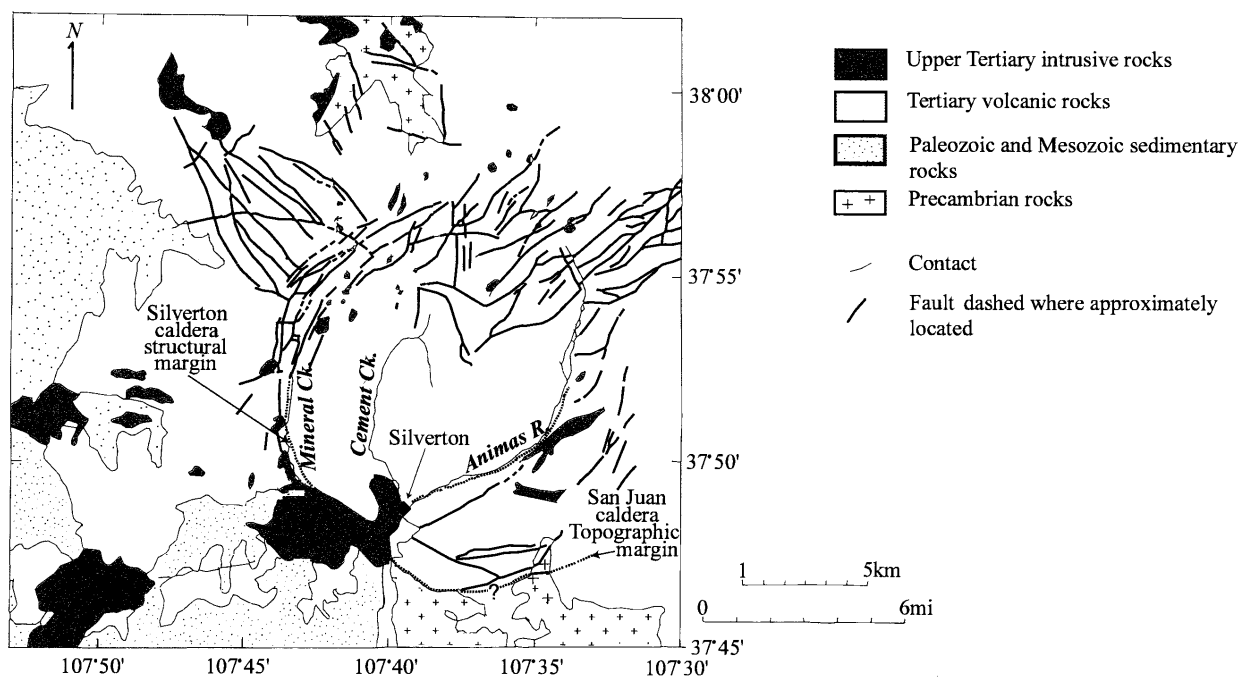 N
38°00'
37°55'
37°50'
37°45'
107°50'
107°45'
107°40'
107°35'
107°30'
Silverton
caldera
structural
margin
Mineral Ck.
Cement Ck.
Silverton
Animas R.
San Juan
caldera
Topographic
margin
?
Upper Tertiary intrusive rocks
Tertiary volcanic rocks
Paleozoic and Mesozoic sedimentary
rocks
+ + Precambrian rocks
Contact
Fault dashed where approximately
located
1 5km
0 6mi